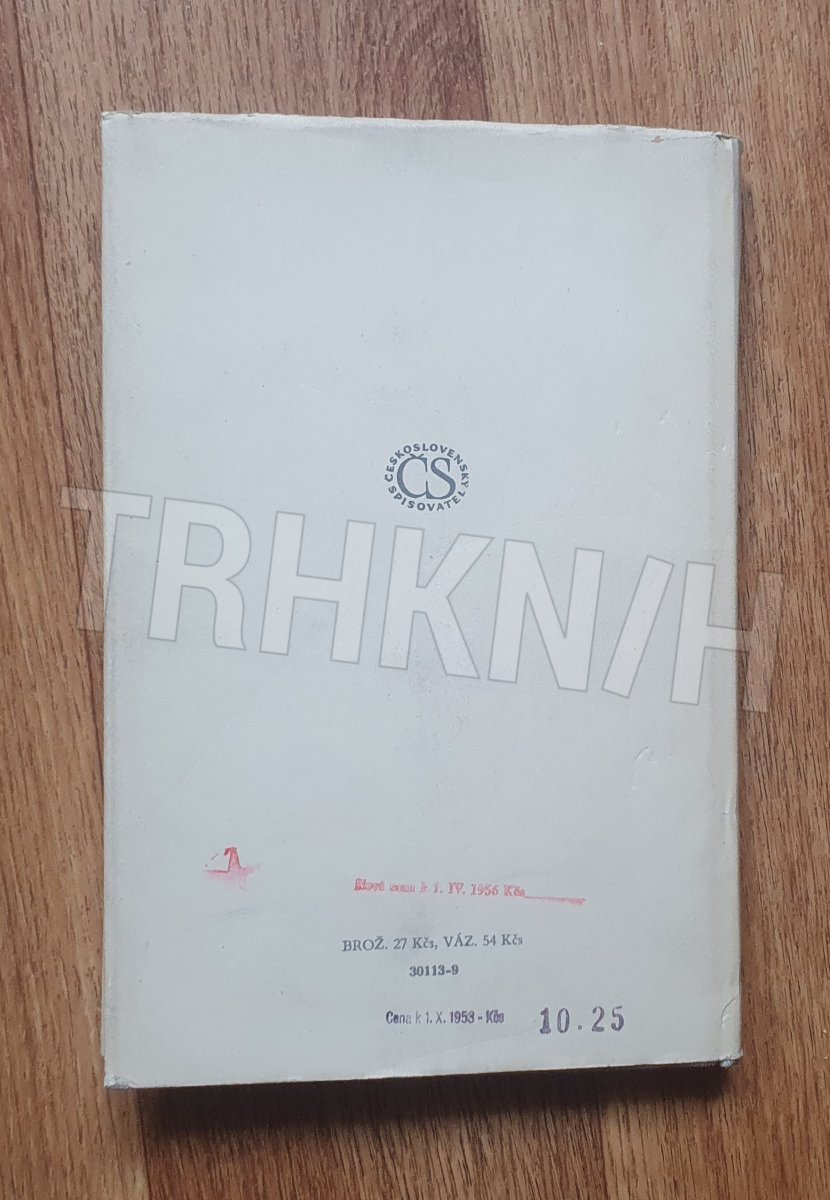 ČESKOSLOVENSKÝ
ČS
SPISOVATEL
TRHKN/H
Nová cena k 1. IV. 1956 Kčs
BROŽ. 27 Kčs, VÁZ. 54 Kčs
30113-9
Cena k 1. X. 1953 - Kčs 10.25